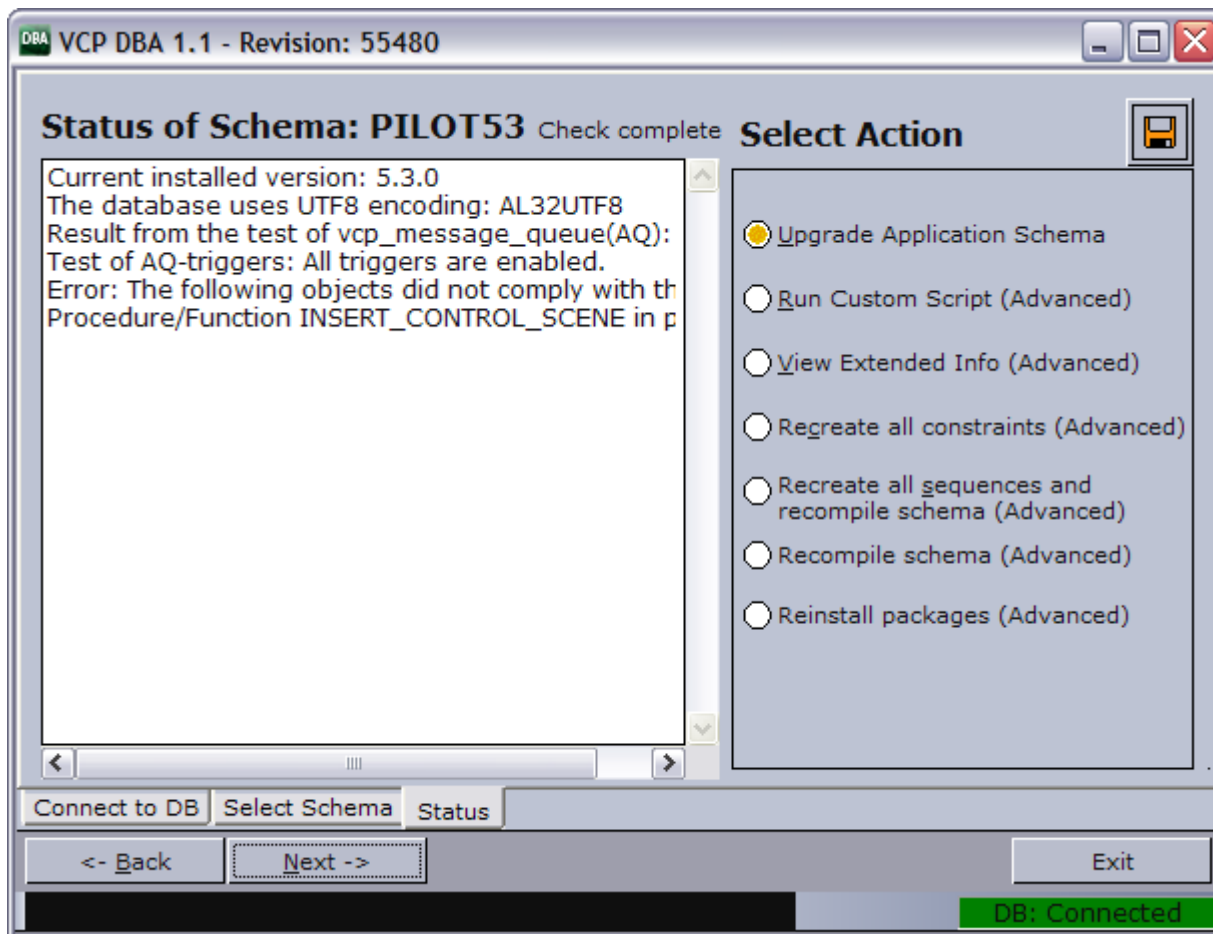 DBA VCP DBA 1.1 - Revision: 55480
Status of Schema: PILOT53 Check complete
Current installed version: 5.3.0
The database uses UTF8 encoding: AL32UTF8
Result from the test of vcp_message_queue(AQ):
Test of AQ-triggers: All triggers are enabled.
Error: The following objects did not comply with th
Procedure/Function INSERT_CONTROL_SCENE in p
Select Action
Upgrade Application Schema
Run Custom Script (Advanced)
View Extended Info (Advanced)
Recreate all constraints (Advanced)
Recreate all sequences and
recompile schema (Advanced)
Recompile schema (Advanced)
Reinstall packages (Advanced)
Connect to DB Select Schema Status
<- Back Next -> Exit
DB: Connected